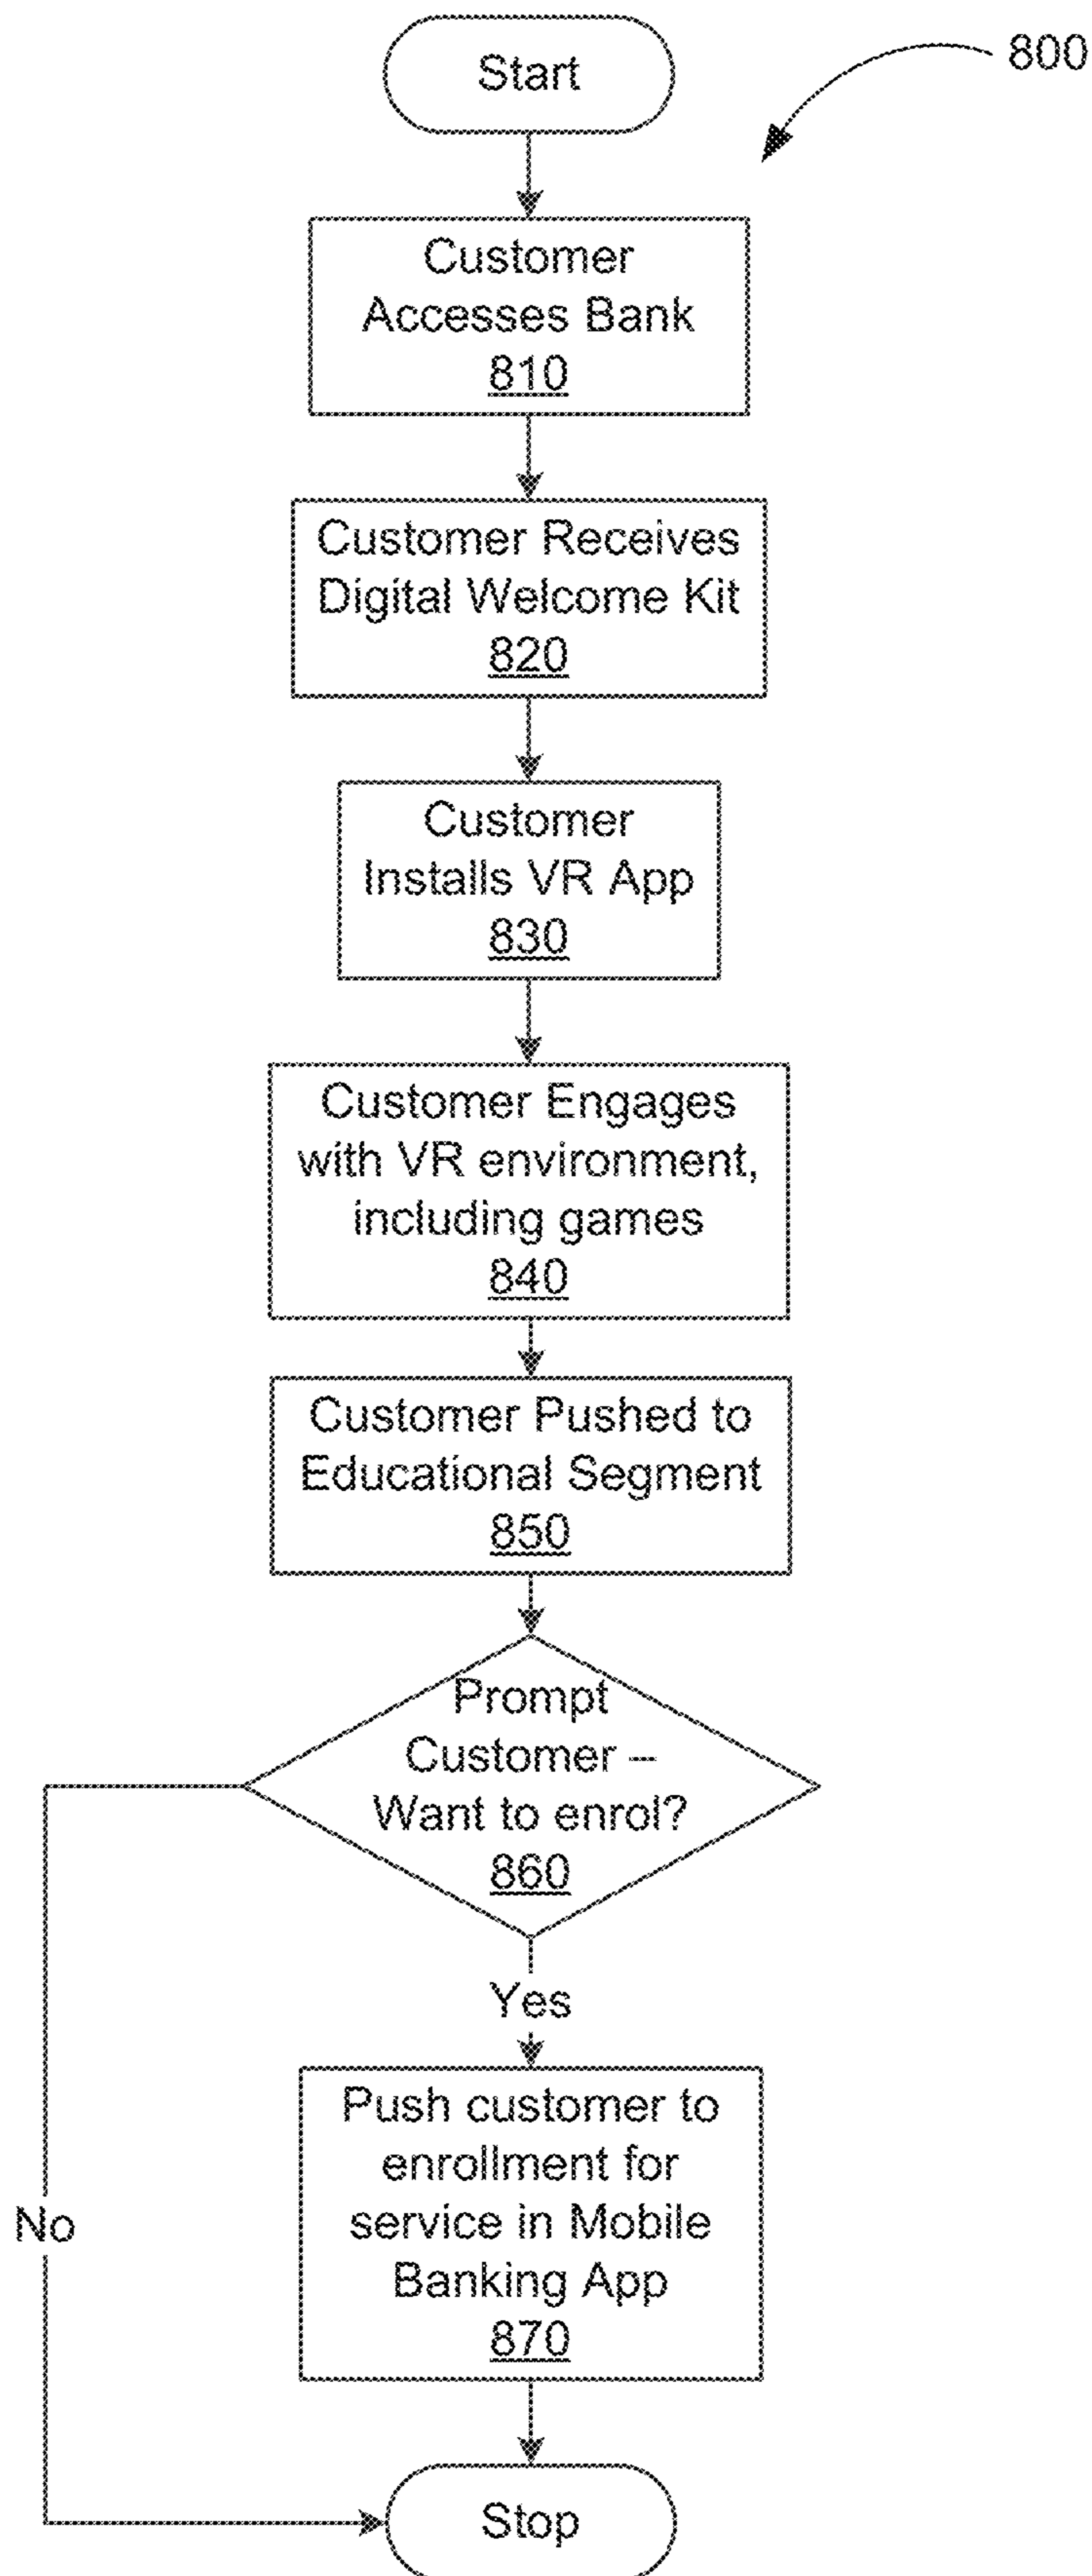 Start
800
Customer
Accesses Bank
810
Customer Receives
Digital Welcome Kit
820
Customer
Installs VR App
830
Customer Engages
with VR environment,
including games
840
Customer Pushed to
Educational Segment
850
Prompt
Customer –
Want to enrol?
860
Yes
Push customer to
enrollment for
service in Mobile
Banking App
870
No
Stop